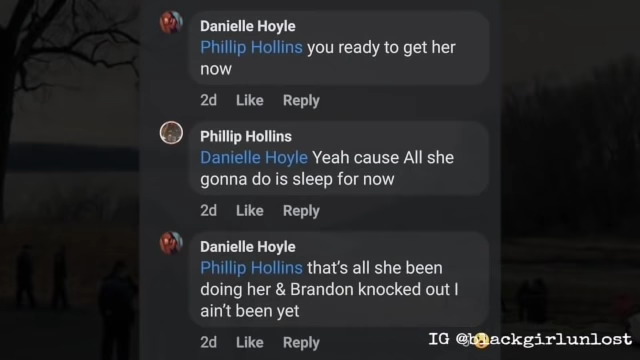 Danielle Hoyle
Phillip Hollins you ready to get her
now
2d Like Reply
Phillip Hollins
Danielle Hoyle Yeah cause All she
gonna do is sleep for now
2d Like Reply
Danielle Hoyle
Phillip Hollins that's all she been
doing her & Brandon knocked out I
ain't been yet
2d Like Reply
IG @blackgirlunlost